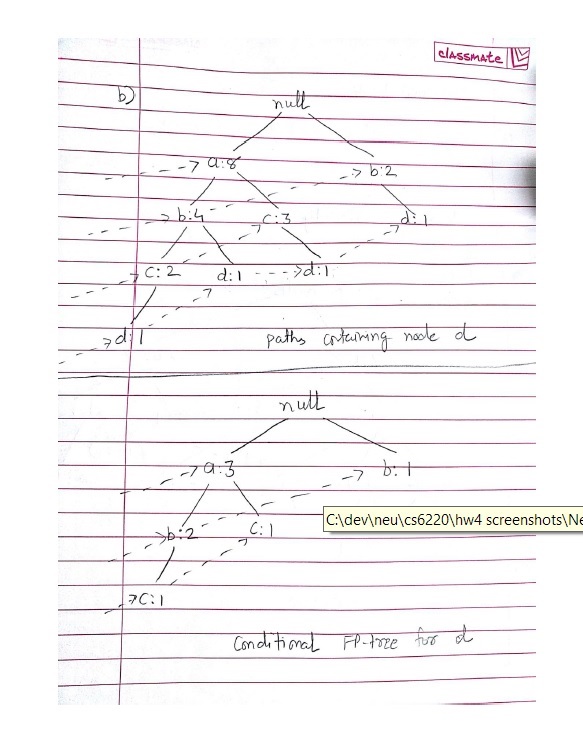 classmate
b)
null
a:8
b:2
b:4
c:3
d:1
c:2
d:1
d:1
d:1
paths containing node d
null
a:3
b:1
C:\dev\neu\cs6220\hw4 screenshots\Ne
b:2
c:1
c:1
Conditional FP-tree for d